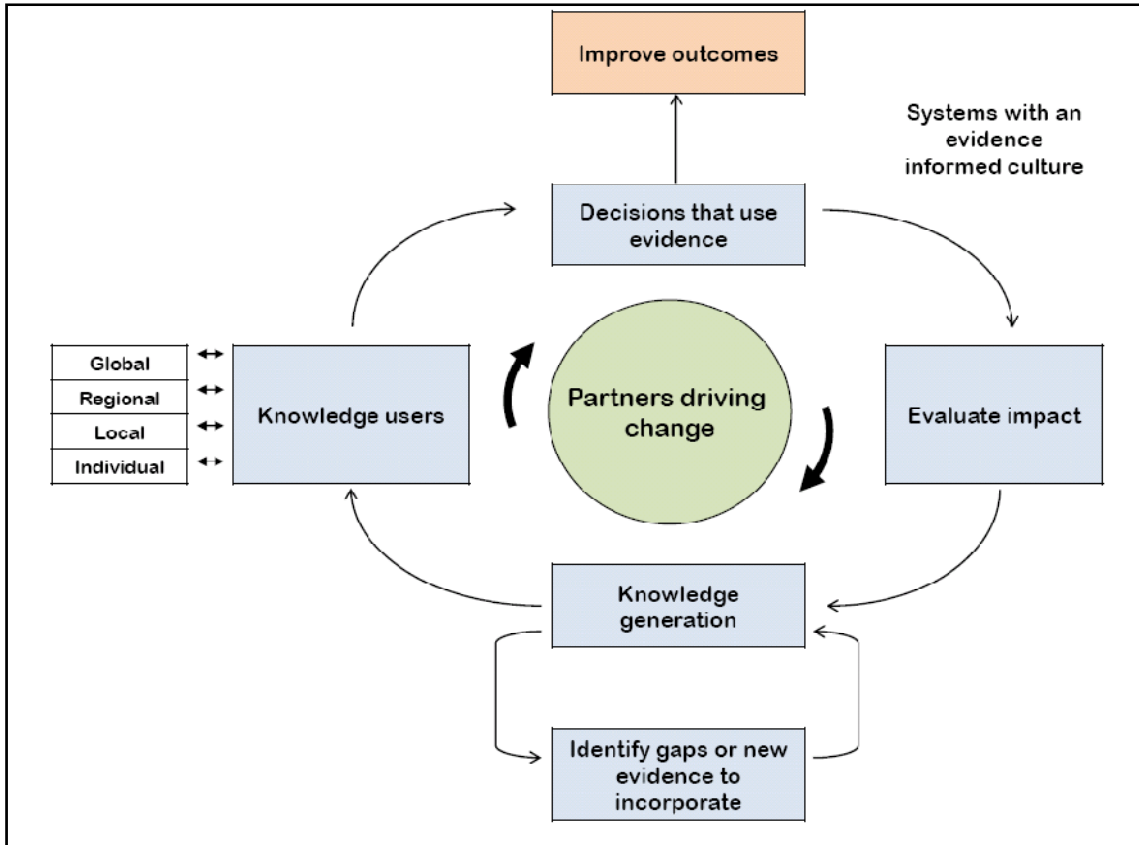 Improve outcomes
Systems with an
evidence
informed culture
Decisions that use
evidence
Global
Regional
Local
Individual
Knowledge users
Partners driving
change
Evaluate impact
Knowledge
generation
Identify gaps or new
evidence to
incorporate